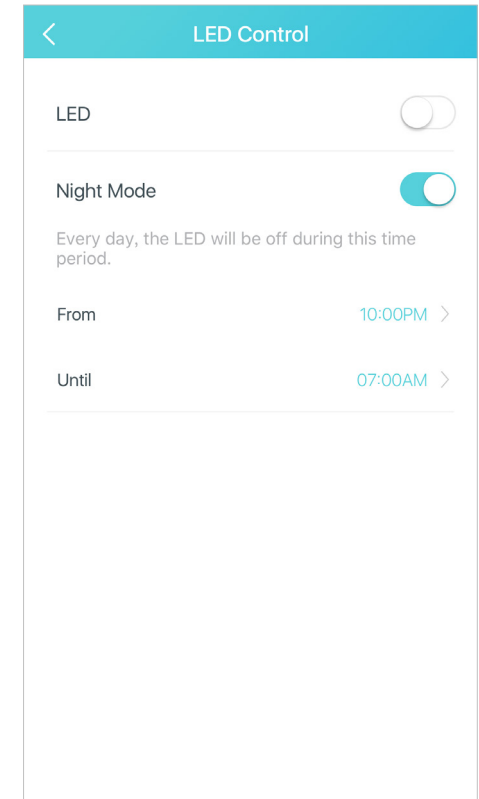 LED Control
LED
Night Mode
Every day, the LED will be off during this time
period.
From 10:00PM
Until 07:00AM